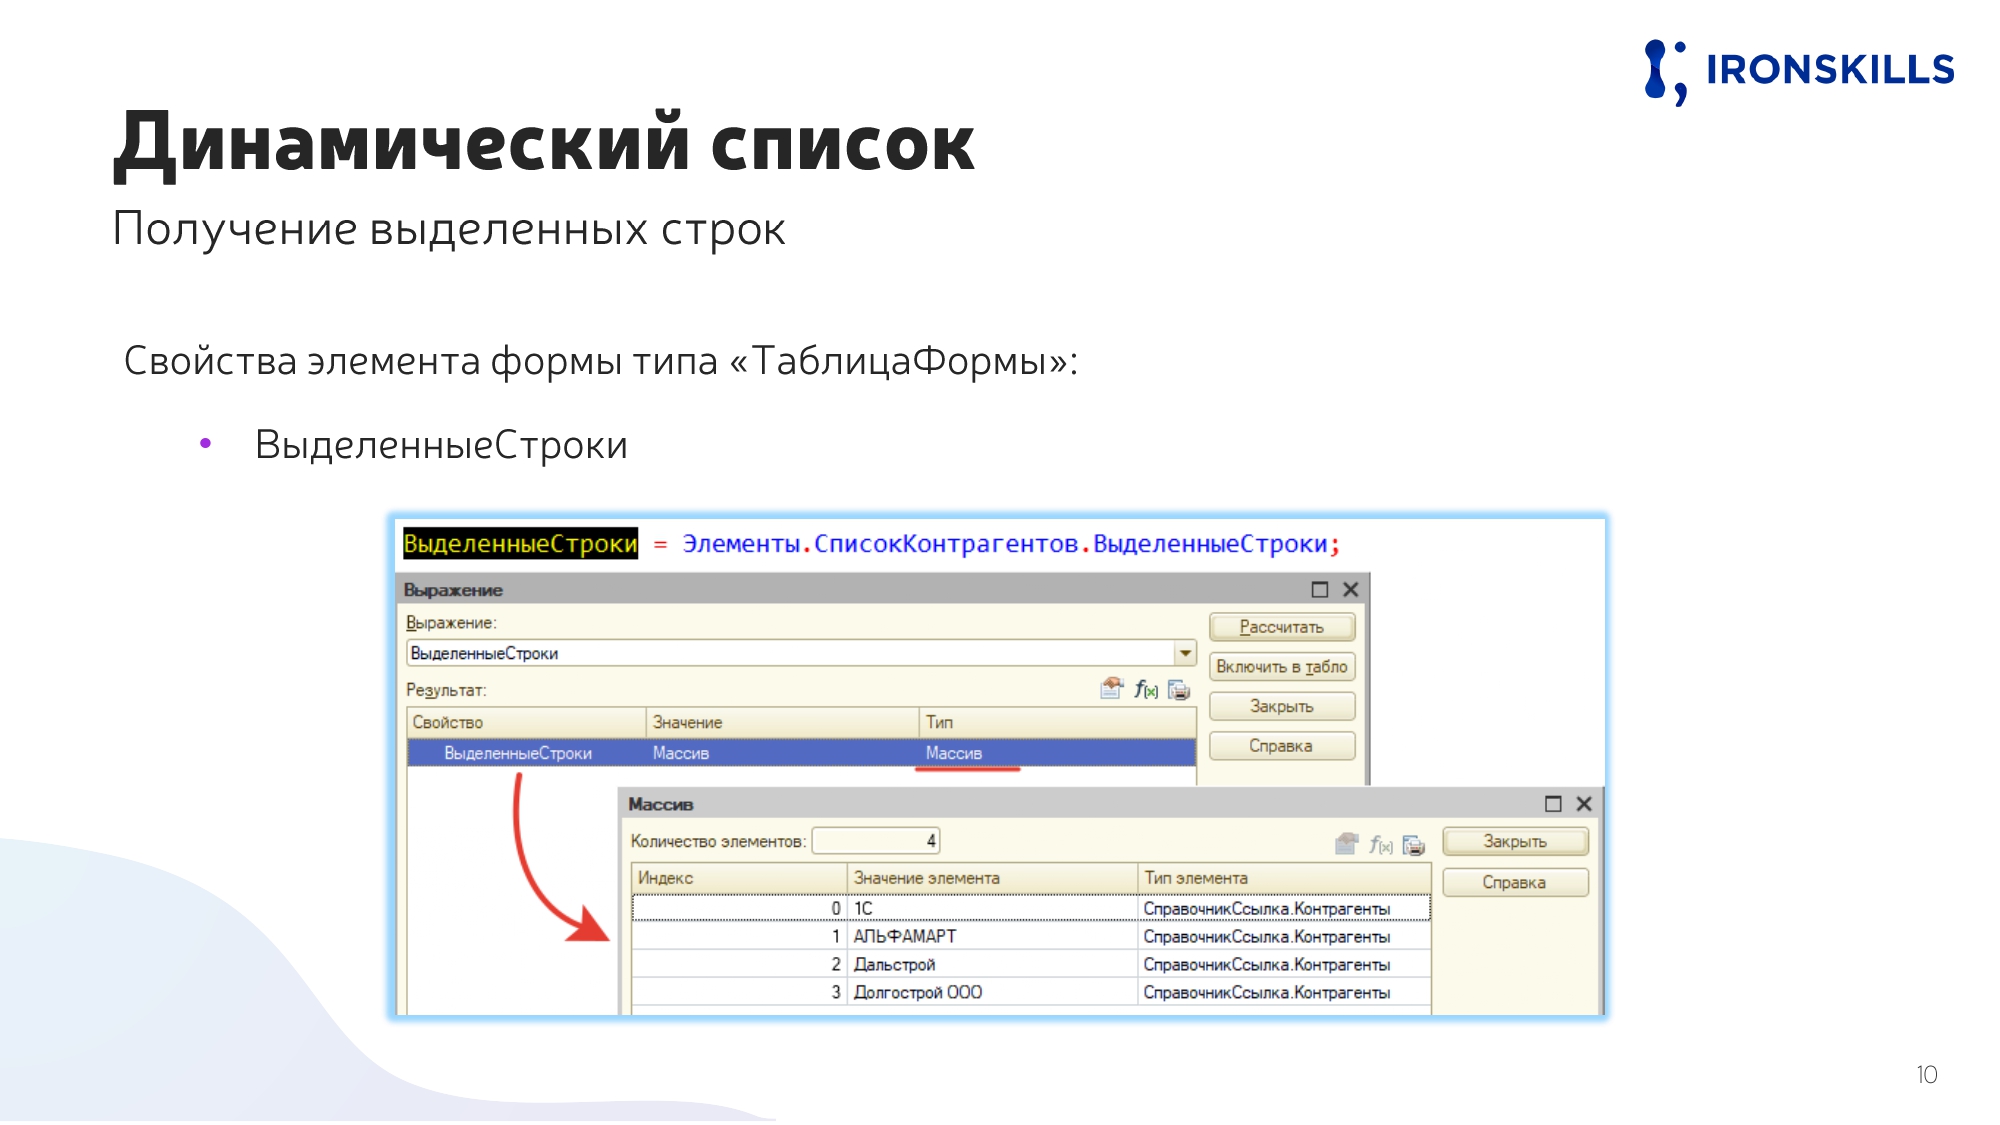 IRONSKILLS
Динамический список
Получение выделенных строк
Свойства элемента формы типа «ТаблицаФормы»:
• ВыделенныеСтроки
ВыделенныеСтроки = Элементы.СписокКонтрагентов.ВыделенныеСтроки;
Выражение
Выражение:
Рассчитать
ВыделенныеСтроки
Включить в табло
Результат:
Закрыть
Свойство Значение Тип
Справка
ВыделенныеСтроки Массив Массив
Массив
Количество элементов: 4
Закрыть
Индекс Значение элемента Тип элемента
Справка
0 1С СправочникСсылка.Контрагенты
1 АЛЬФАМАРТ СправочникСсылка.Контрагенты
2 Дальстрой СправочникСсылка.Контрагенты
3 Долгострой ООО СправочникСсылка.Контрагенты
10